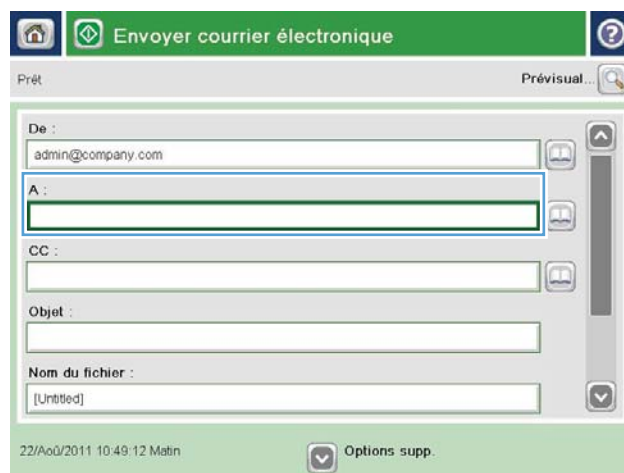 Envoyer courrier électronique
?
Prêt Prévisual...
De :
admin@company.com
A :
CC :
Objet :
Nom du fichier :
[Untitled]
22/Aoû/2011 10:49:12 Matin Options supp.